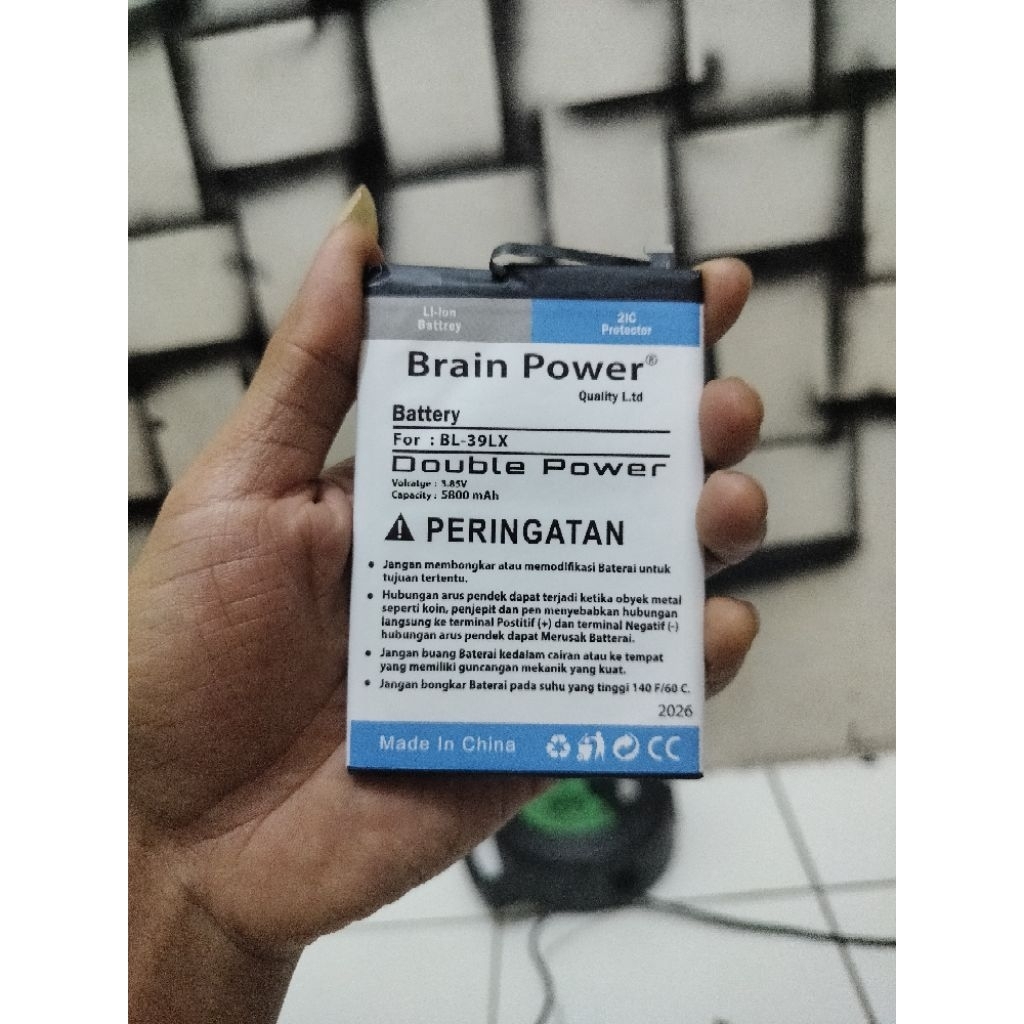 Li-Ion
Battrey
2IC
Protester
Brain Power®
Quality L.td
Battery
For : BL-39LX
Double Power
Volcatye : 3.85V
Capacity : 5800 mAh
PERINGATAN
• Jangan membongkar atau memodifikasi Baterai untuk
tujuan tertentu.
• Hubungan arus pendek dapat terjadi ketika obyek metal
seperti koin, penjepit dan pen menyebabkan hubungan
langsung ke terminal Postitif (+) dan terminal Negatif (-)
hubungan arus pendek dapat Merusak Batterai.
• Jangan buang Baterai kedalam cairan atau ke tempat
yang memiliki guncangan mekanik yang kuat.
• Jangan bongkar Baterai pada suhu yang tinggi 140 F/60 C.
2026
Made In China
CC